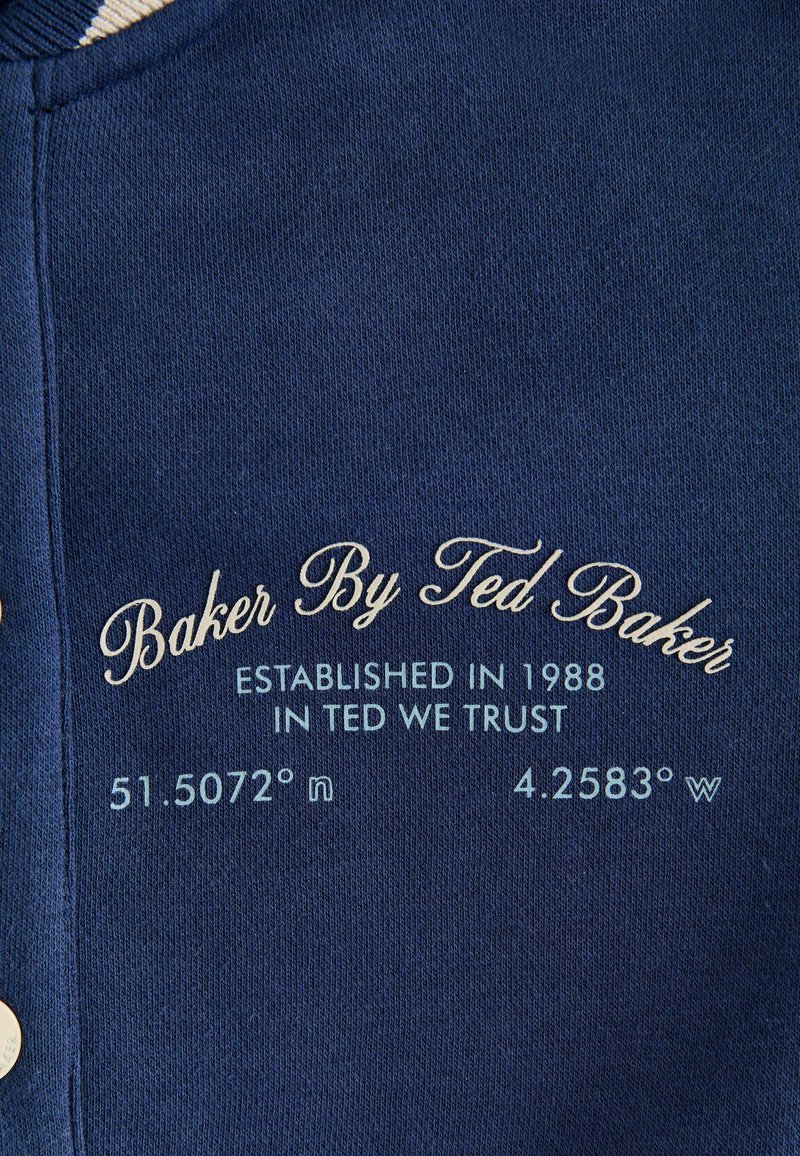 Baker By Ted Baker
ESTABLISHED IN 1988
IN TED WE TRUST
51.5072° n 4.2583° w